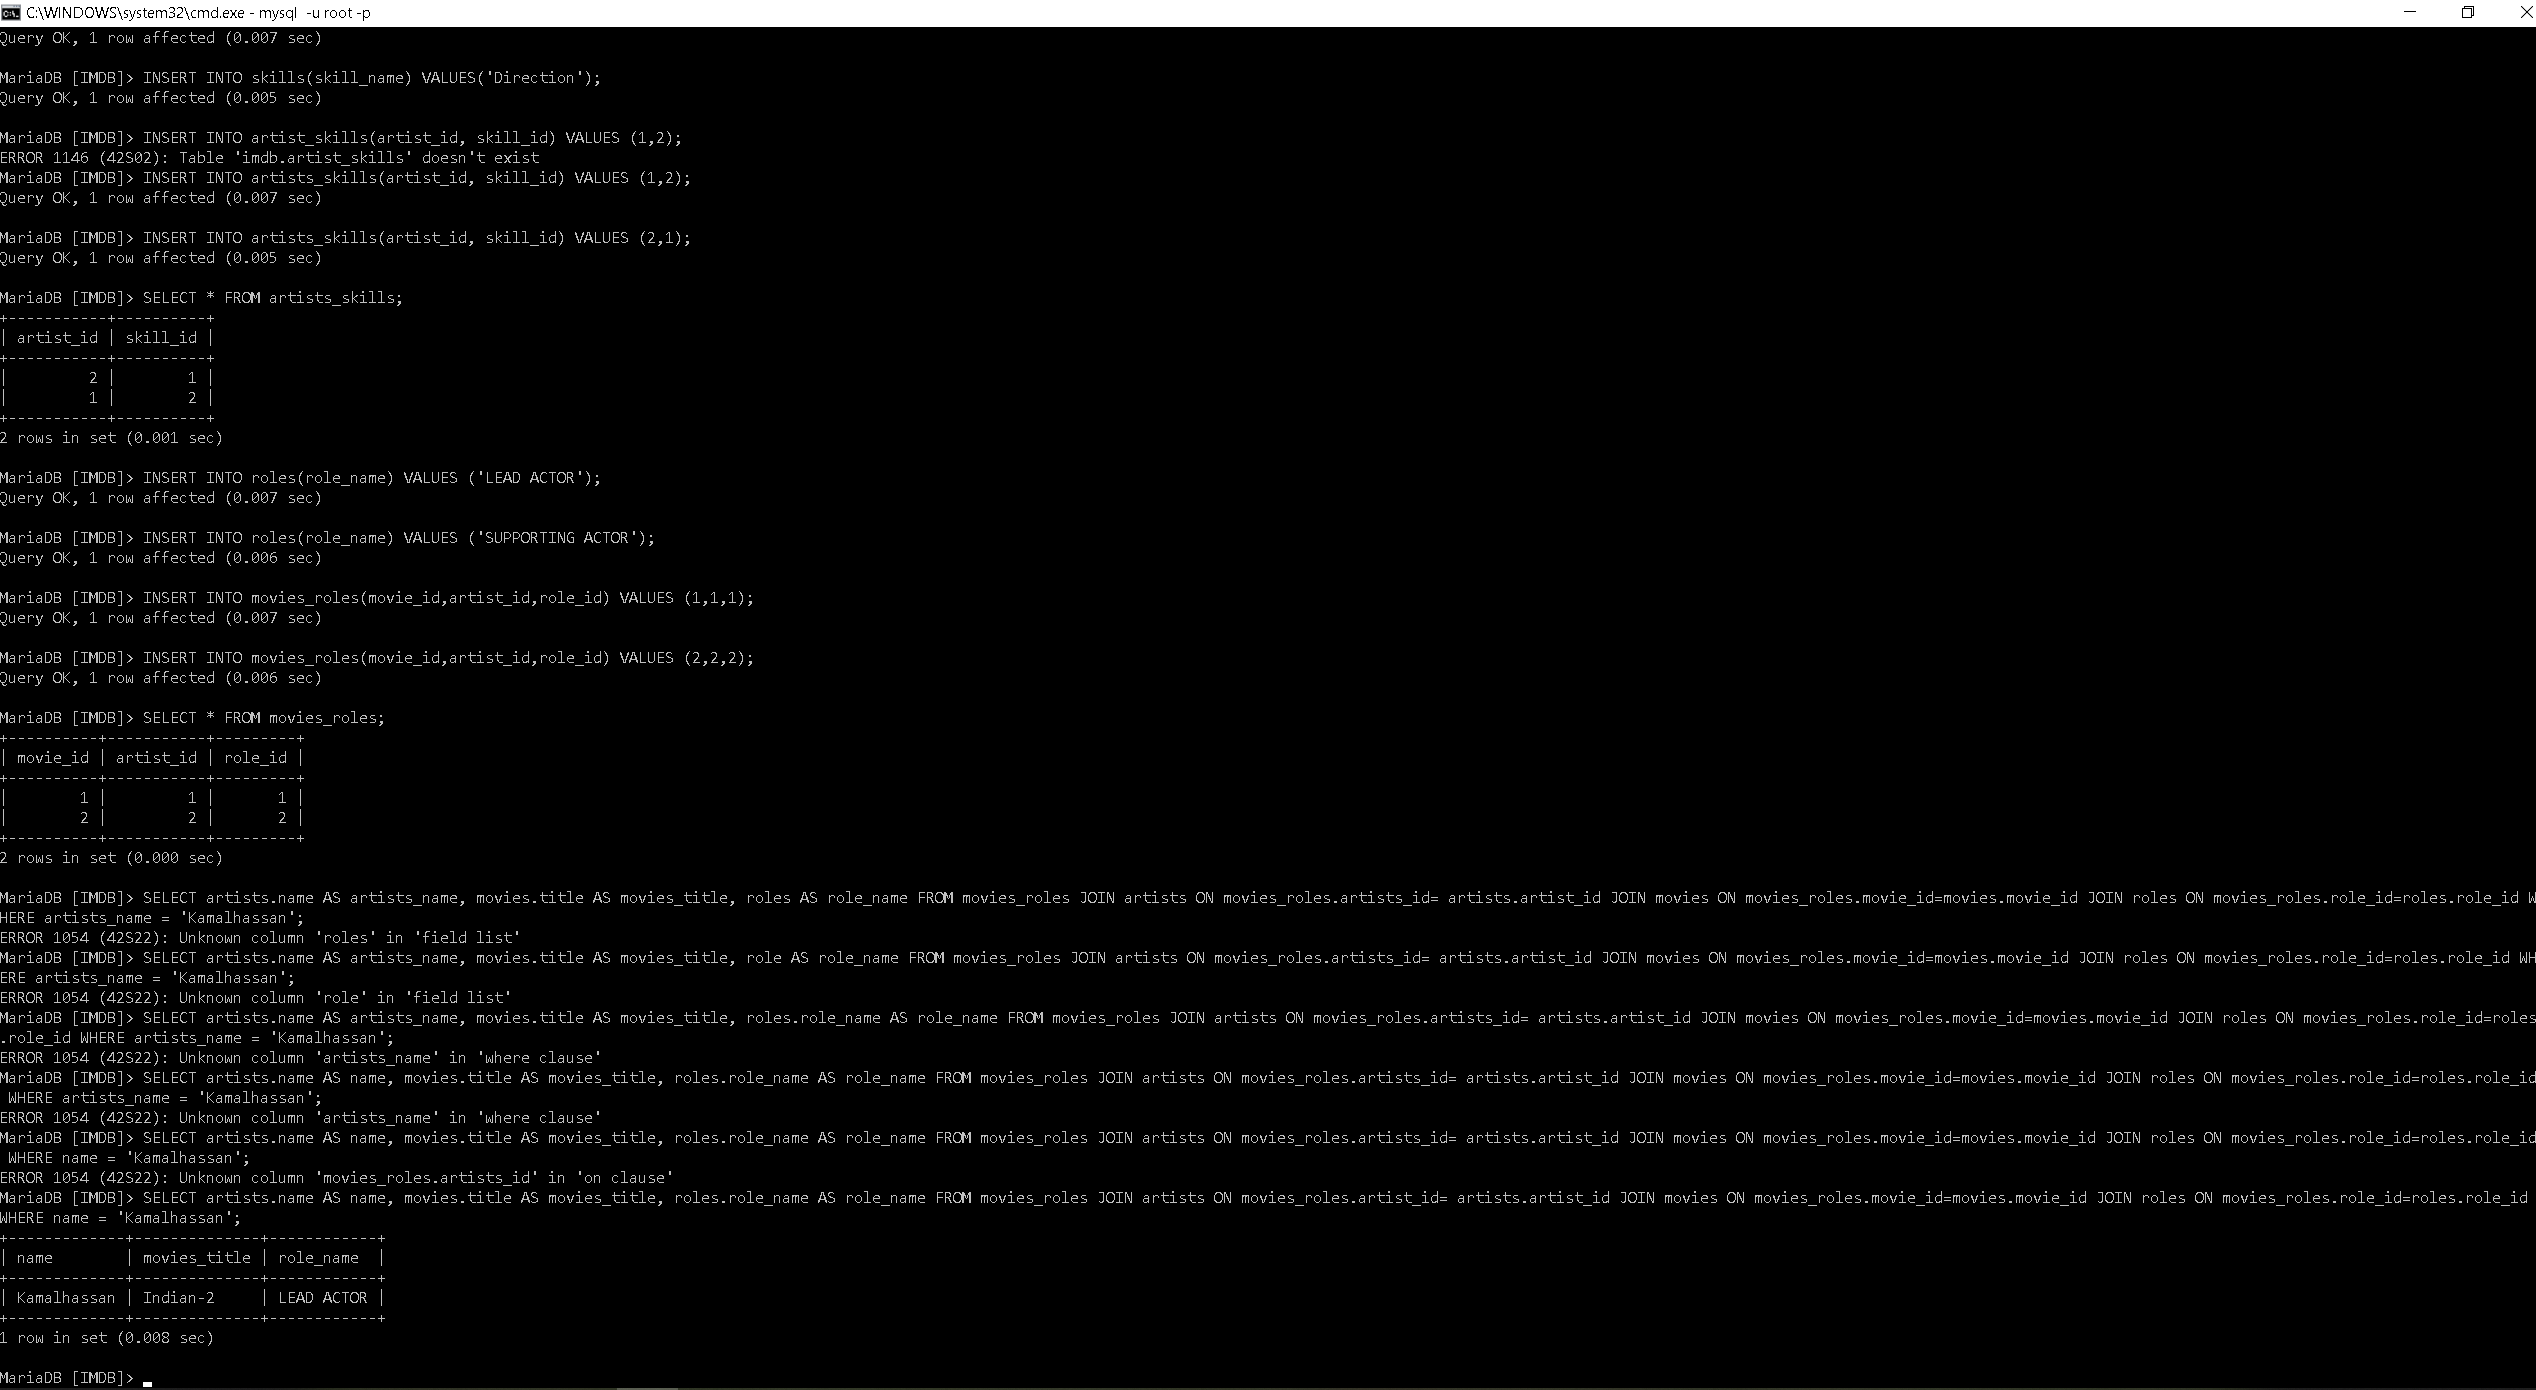 C:\WINDOWS\system32\cmd.exe - mysql  -u root -p
Query OK, 1 row affected (0.007 sec)
MariaDB [IMDB]> INSERT INTO skills(skill_name) VALUES('Direction');
Query OK, 1 row affected (0.005 sec)
MariaDB [IMDB]> INSERT INTO artist_skills(artist_id, skill_id) VALUES (1,2);
ERROR 1146 (42S02): Table 'imdb.artist_skills' doesn't exist
MariaDB [IMDB]> INSERT INTO artists_skills(artist_id, skill_id) VALUES (1,2);
Query OK, 1 row affected (0.007 sec)
MariaDB [IMDB]> INSERT INTO artists_skills(artist_id, skill_id) VALUES (2,1);
Query OK, 1 row affected (0.005 sec)
MariaDB [IMDB]> SELECT * FROM artists_skills;
+-----------+----------+
| artist_id | skill_id |
+-----------+----------+
|         2 |        1 |
|         1 |        2 |
+-----------+----------+
2 rows in set (0.001 sec)
MariaDB [IMDB]> INSERT INTO roles(role_name) VALUES ('LEAD ACTOR');
Query OK, 1 row affected (0.007 sec)
MariaDB [IMDB]> INSERT INTO roles(role_name) VALUES ('SUPPORTING ACTOR');
Query OK, 1 row affected (0.006 sec)
MariaDB [IMDB]> INSERT INTO movies_roles(movie_id,artist_id,role_id) VALUES (1,1,1);
Query OK, 1 row affected (0.007 sec)
MariaDB [IMDB]> INSERT INTO movies_roles(movie_id,artist_id,role_id) VALUES (2,2,2);
Query OK, 1 row affected (0.006 sec)
MariaDB [IMDB]> SELECT * FROM movies_roles;
+----------+-----------+---------+
| movie_id | artist_id | role_id |
+----------+-----------+---------+
|        1 |         1 |       1 |
|        2 |         2 |       2 |
+----------+-----------+---------+
2 rows in set (0.000 sec)
MariaDB [IMDB]> SELECT artists.name AS artists_name, movies.title AS movies_title, roles AS role_name FROM movies_roles JOIN artists ON movies_roles.artists_id= artists.artist_id JOIN movies ON movies_roles.movie_id=movies.movie_id JOIN roles ON movies_roles.role_id=roles.role_id W
HERE artists_name = 'Kamalhassan';
ERROR 1054 (42S22): Unknown column 'roles' in 'field list'
MariaDB [IMDB]> SELECT artists.name AS artists_name, movies.title AS movies_title, role AS role_name FROM movies_roles JOIN artists ON movies_roles.artists_id= artists.artist_id JOIN movies ON movies_roles.movie_id=movies.movie_id JOIN roles ON movies_roles.role_id=roles.role_id WH
ERE artists_name = 'Kamalhassan';
ERROR 1054 (42S22): Unknown column 'role' in 'field list'
MariaDB [IMDB]> SELECT artists.name AS artists_name, movies.title AS movies_title, roles.role_name AS role_name FROM movies_roles JOIN artists ON movies_roles.artists_id= artists.artist_id JOIN movies ON movies_roles.movie_id=movies.movie_id JOIN roles ON movies_roles.role_id=roles
.role_id WHERE artists_name = 'Kamalhassan';
ERROR 1054 (42S22): Unknown column 'artists_name' in 'where clause'
MariaDB [IMDB]> SELECT artists.name AS name, movies.title AS movies_title, roles.role_name AS role_name FROM movies_roles JOIN artists ON movies_roles.artists_id= artists.artist_id JOIN movies ON movies_roles.movie_id=movies.movie_id JOIN roles ON movies_roles.role_id=roles.role_id
 WHERE artists_name = 'Kamalhassan';
ERROR 1054 (42S22): Unknown column 'artists_name' in 'where clause'
MariaDB [IMDB]> SELECT artists.name AS name, movies.title AS movies_title, roles.role_name AS role_name FROM movies_roles JOIN artists ON movies_roles.artists_id= artists.artist_id JOIN movies ON movies_roles.movie_id=movies.movie_id JOIN roles ON movies_roles.role_id=roles.role_id
 WHERE name = 'Kamalhassan';
ERROR 1054 (42S22): Unknown column 'movies_roles.artists_id' in 'on clause'
MariaDB [IMDB]> SELECT artists.name AS name, movies.title AS movies_title, roles.role_name AS role_name FROM movies_roles JOIN artists ON movies_roles.artist_id= artists.artist_id JOIN movies ON movies_roles.movie_id=movies.movie_id JOIN roles ON movies_roles.role_id=roles.role_id
WHERE name = 'Kamalhassan';
+-------------+--------------+------------+
| name        | movies_title | role_name  |
+-------------+--------------+------------+
| Kamalhassan | Indian-2     | LEAD ACTOR |
+-------------+--------------+------------+
1 row in set (0.008 sec)
MariaDB [IMDB]> _